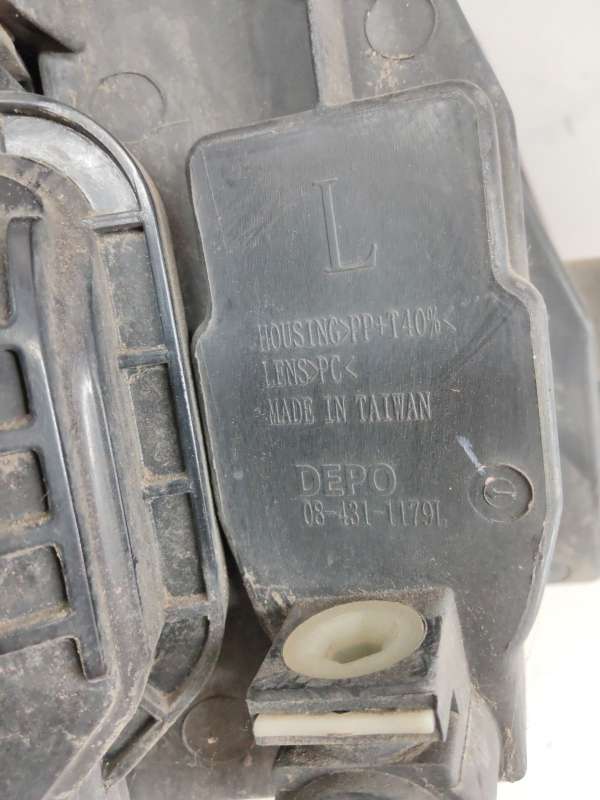 L
HOUSING>PP+T40%<
LENS>PC<
MADE IN TAIWAN
DEPO
08-431-1179L